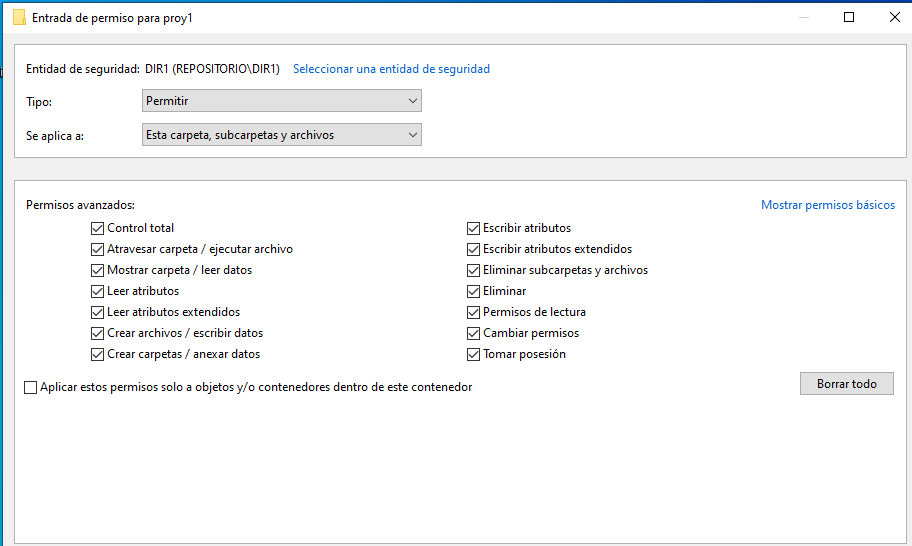 Entrada de permiso para proy1
Entidad de seguridad: DIR1 (REPOSITORIO\DIR1) Seleccionar una entidad de seguridad
Tipo: Permitir
Se aplica a: Esta carpeta, subcarpetas y archivos
Permisos avanzados: Mostrar permisos básicos
Control total Escribir atributos
Atravesar carpeta / ejecutar archivo Escribir atributos extendidos
Mostrar carpeta / leer datos Eliminar subcarpetas y archivos
Leer atributos Eliminar
Leer atributos extendidos Permisos de lectura
Crear archivos / escribir datos Cambiar permisos
Crear carpetas / anexar datos Tomar posesión
Aplicar estos permisos solo a objetos y/o contenedores dentro de este contenedor Borrar todo